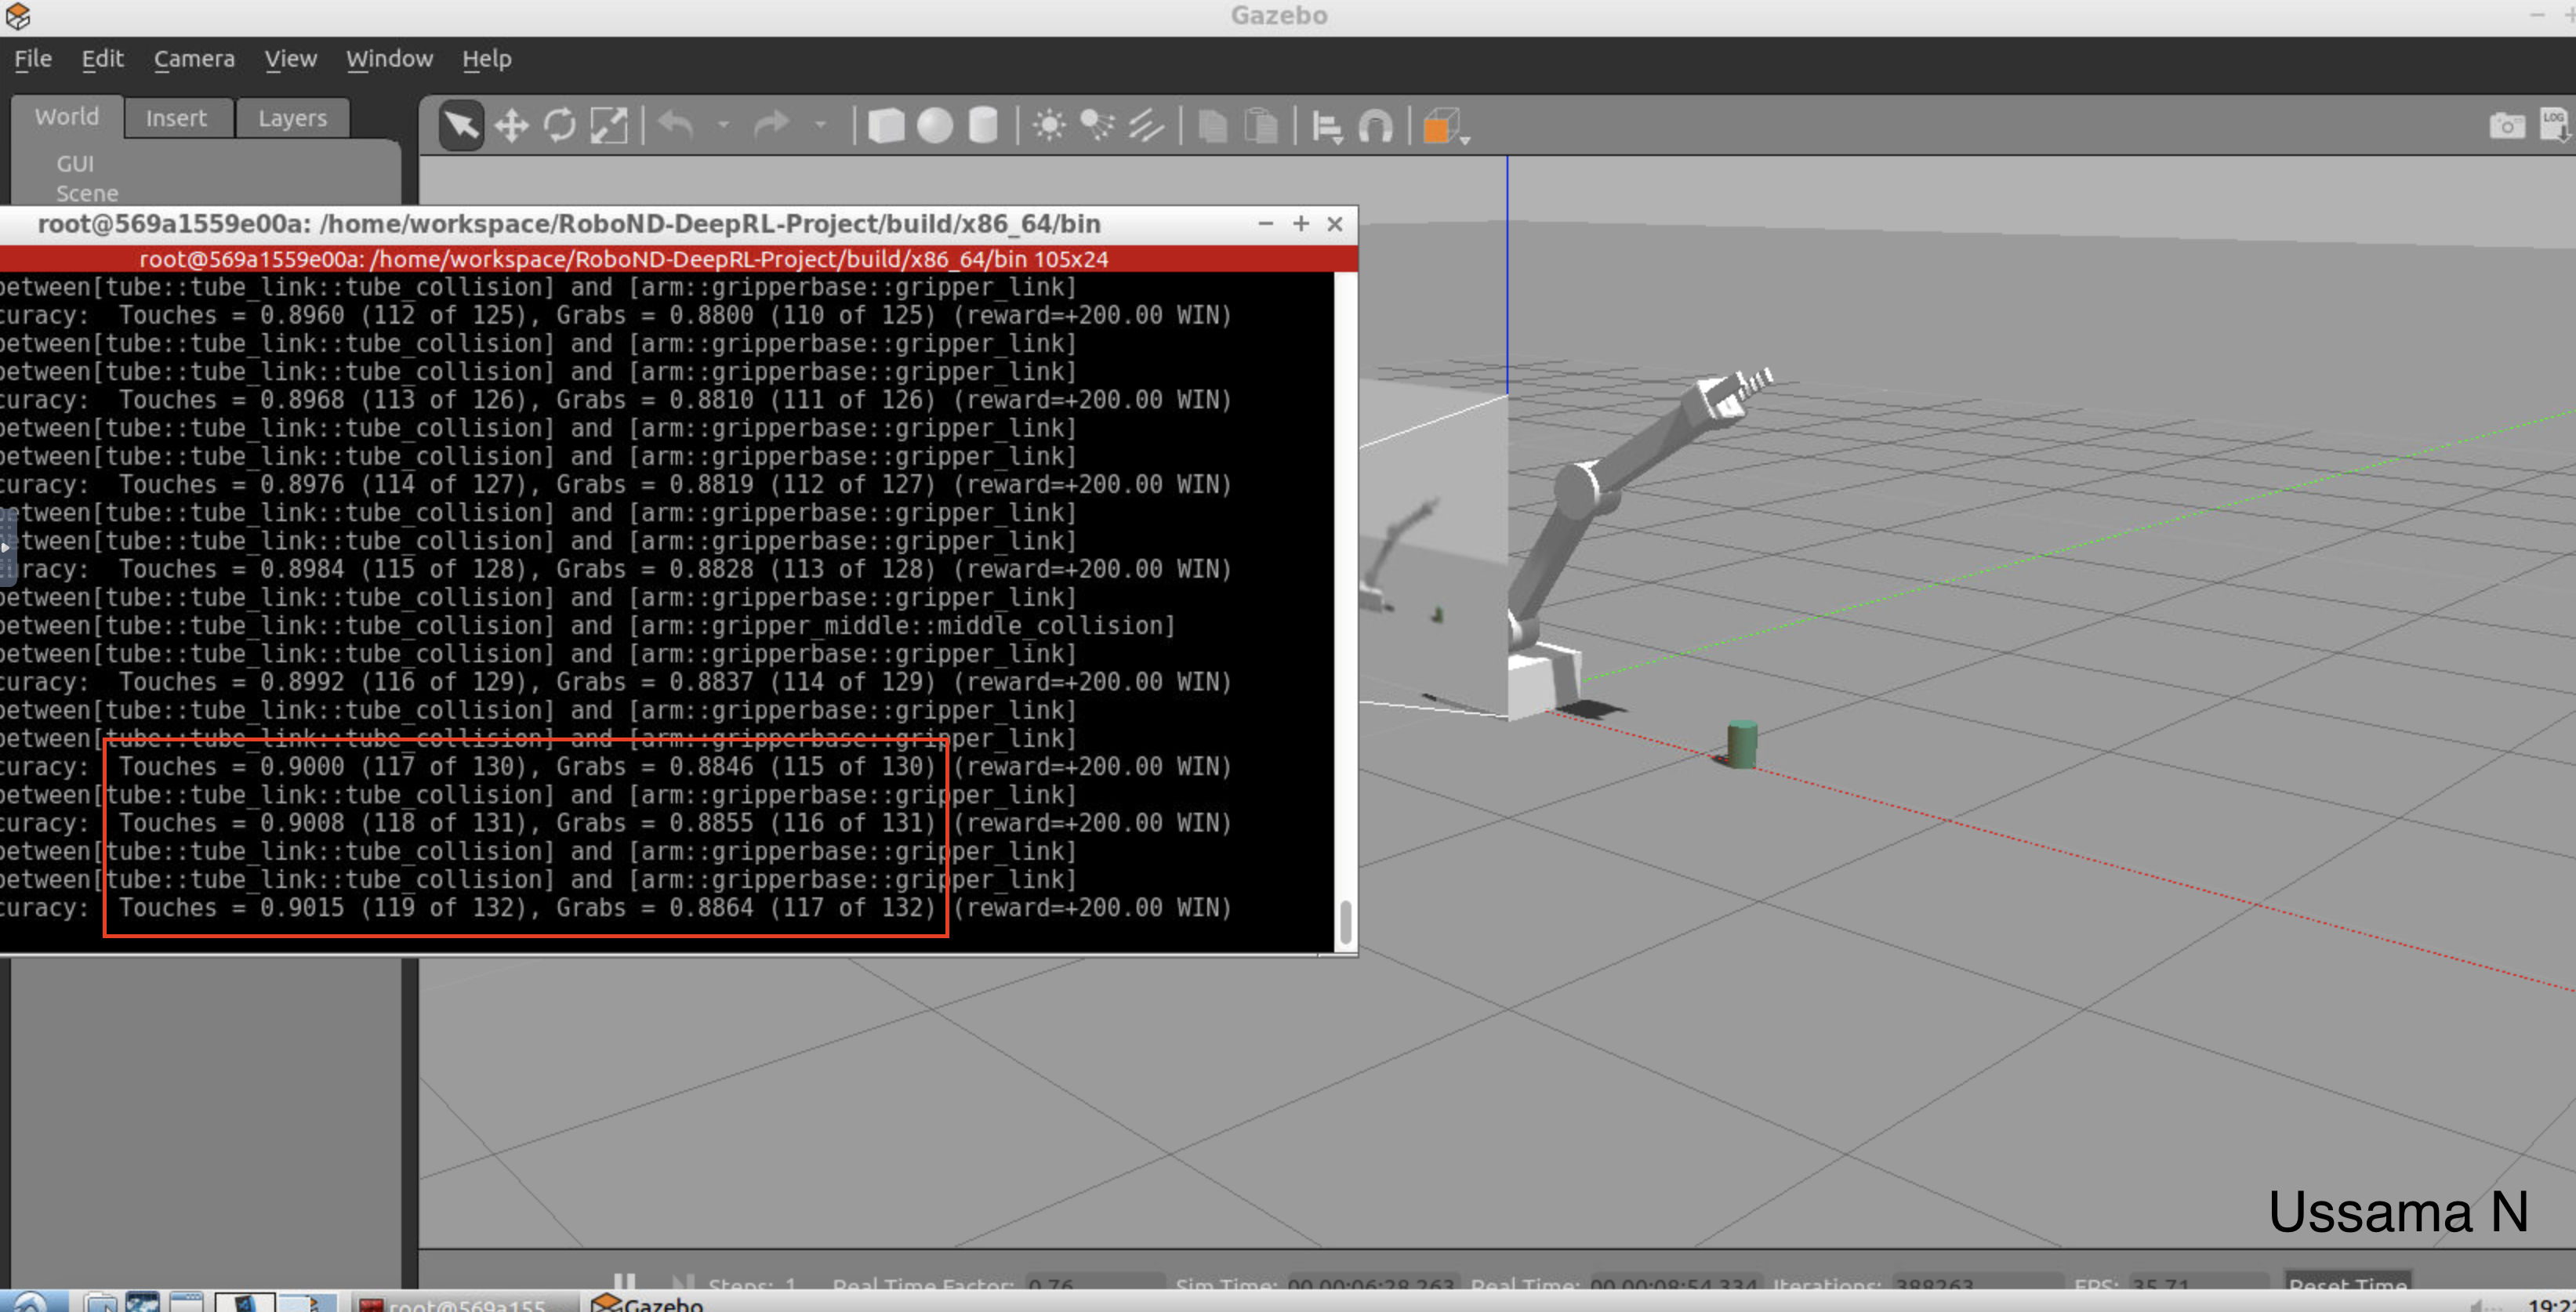 Gazebo
File Edit Camera View Window Help
World Insert Layers
LOG
GUI
Scene
root@569a1559e00a: /home/workspace/RoboND-DeepRL-Project/build/x86_64/bin
root@569a1559e00a: /home/workspace/RoboND-DeepRL-Project/build/x86_64/bin 105x24
between[tube::tube_link::tube_collision] and [arm::gripperbase::gripper_link]
curacy:  Touches = 0.8960 (112 of 125), Grabs = 0.8800 (110 of 125) (reward=+200.00 WIN)
between[tube::tube_link::tube_collision] and [arm::gripperbase::gripper_link]
between[tube::tube_link::tube_collision] and [arm::gripperbase::gripper_link]
curacy:  Touches = 0.8968 (113 of 126), Grabs = 0.8810 (111 of 126) (reward=+200.00 WIN)
between[tube::tube_link::tube_collision] and [arm::gripperbase::gripper_link]
between[tube::tube_link::tube_collision] and [arm::gripperbase::gripper_link]
curacy:  Touches = 0.8976 (114 of 127), Grabs = 0.8819 (112 of 127) (reward=+200.00 WIN)
between[tube::tube_link::tube_collision] and [arm::gripperbase::gripper_link]
etween[tube::tube_link::tube_collision] and [arm::gripperbase::gripper_link]
racy:  Touches = 0.8984 (115 of 128), Grabs = 0.8828 (113 of 128) (reward=+200.00 WIN)
between[tube::tube_link::tube_collision] and [arm::gripperbase::gripper_link]
between[tube::tube_link::tube_collision] and [arm::gripper_middle::middle_collision]
between[tube::tube_link::tube_collision] and [arm::gripperbase::gripper_link]
curacy:  Touches = 0.8992 (116 of 129), Grabs = 0.8837 (114 of 129) (reward=+200.00 WIN)
between[tube::tube_link::tube_collision] and [arm::gripperbase::gripper_link]
between[tube::tube_link::tube_collision] and [arm::gripperbase::gripper_link]
curacy:  Touches = 0.9000 (117 of 130), Grabs = 0.8846 (115 of 130) (reward=+200.00 WIN)
between[tube::tube_link::tube_collision] and [arm::gripperbase::gripper_link]
curacy:  Touches = 0.9008 (118 of 131), Grabs = 0.8855 (116 of 131) (reward=+200.00 WIN)
between[tube::tube_link::tube_collision] and [arm::gripperbase::gripper_link]
between[tube::tube_link::tube_collision] and [arm::gripperbase::gripper_link]
curacy:  Touches = 0.9015 (119 of 132), Grabs = 0.8864 (117 of 132) (reward=+200.00 WIN)
Ussama N
Steps: 1 Real Time Factor: 0.76 Sim Time: 00 00:06:28.263 Real Time: 00 00:08:54.334 Iterations: 388263 FPS: 35.71 Reset Time
root@569a155 Gazebo